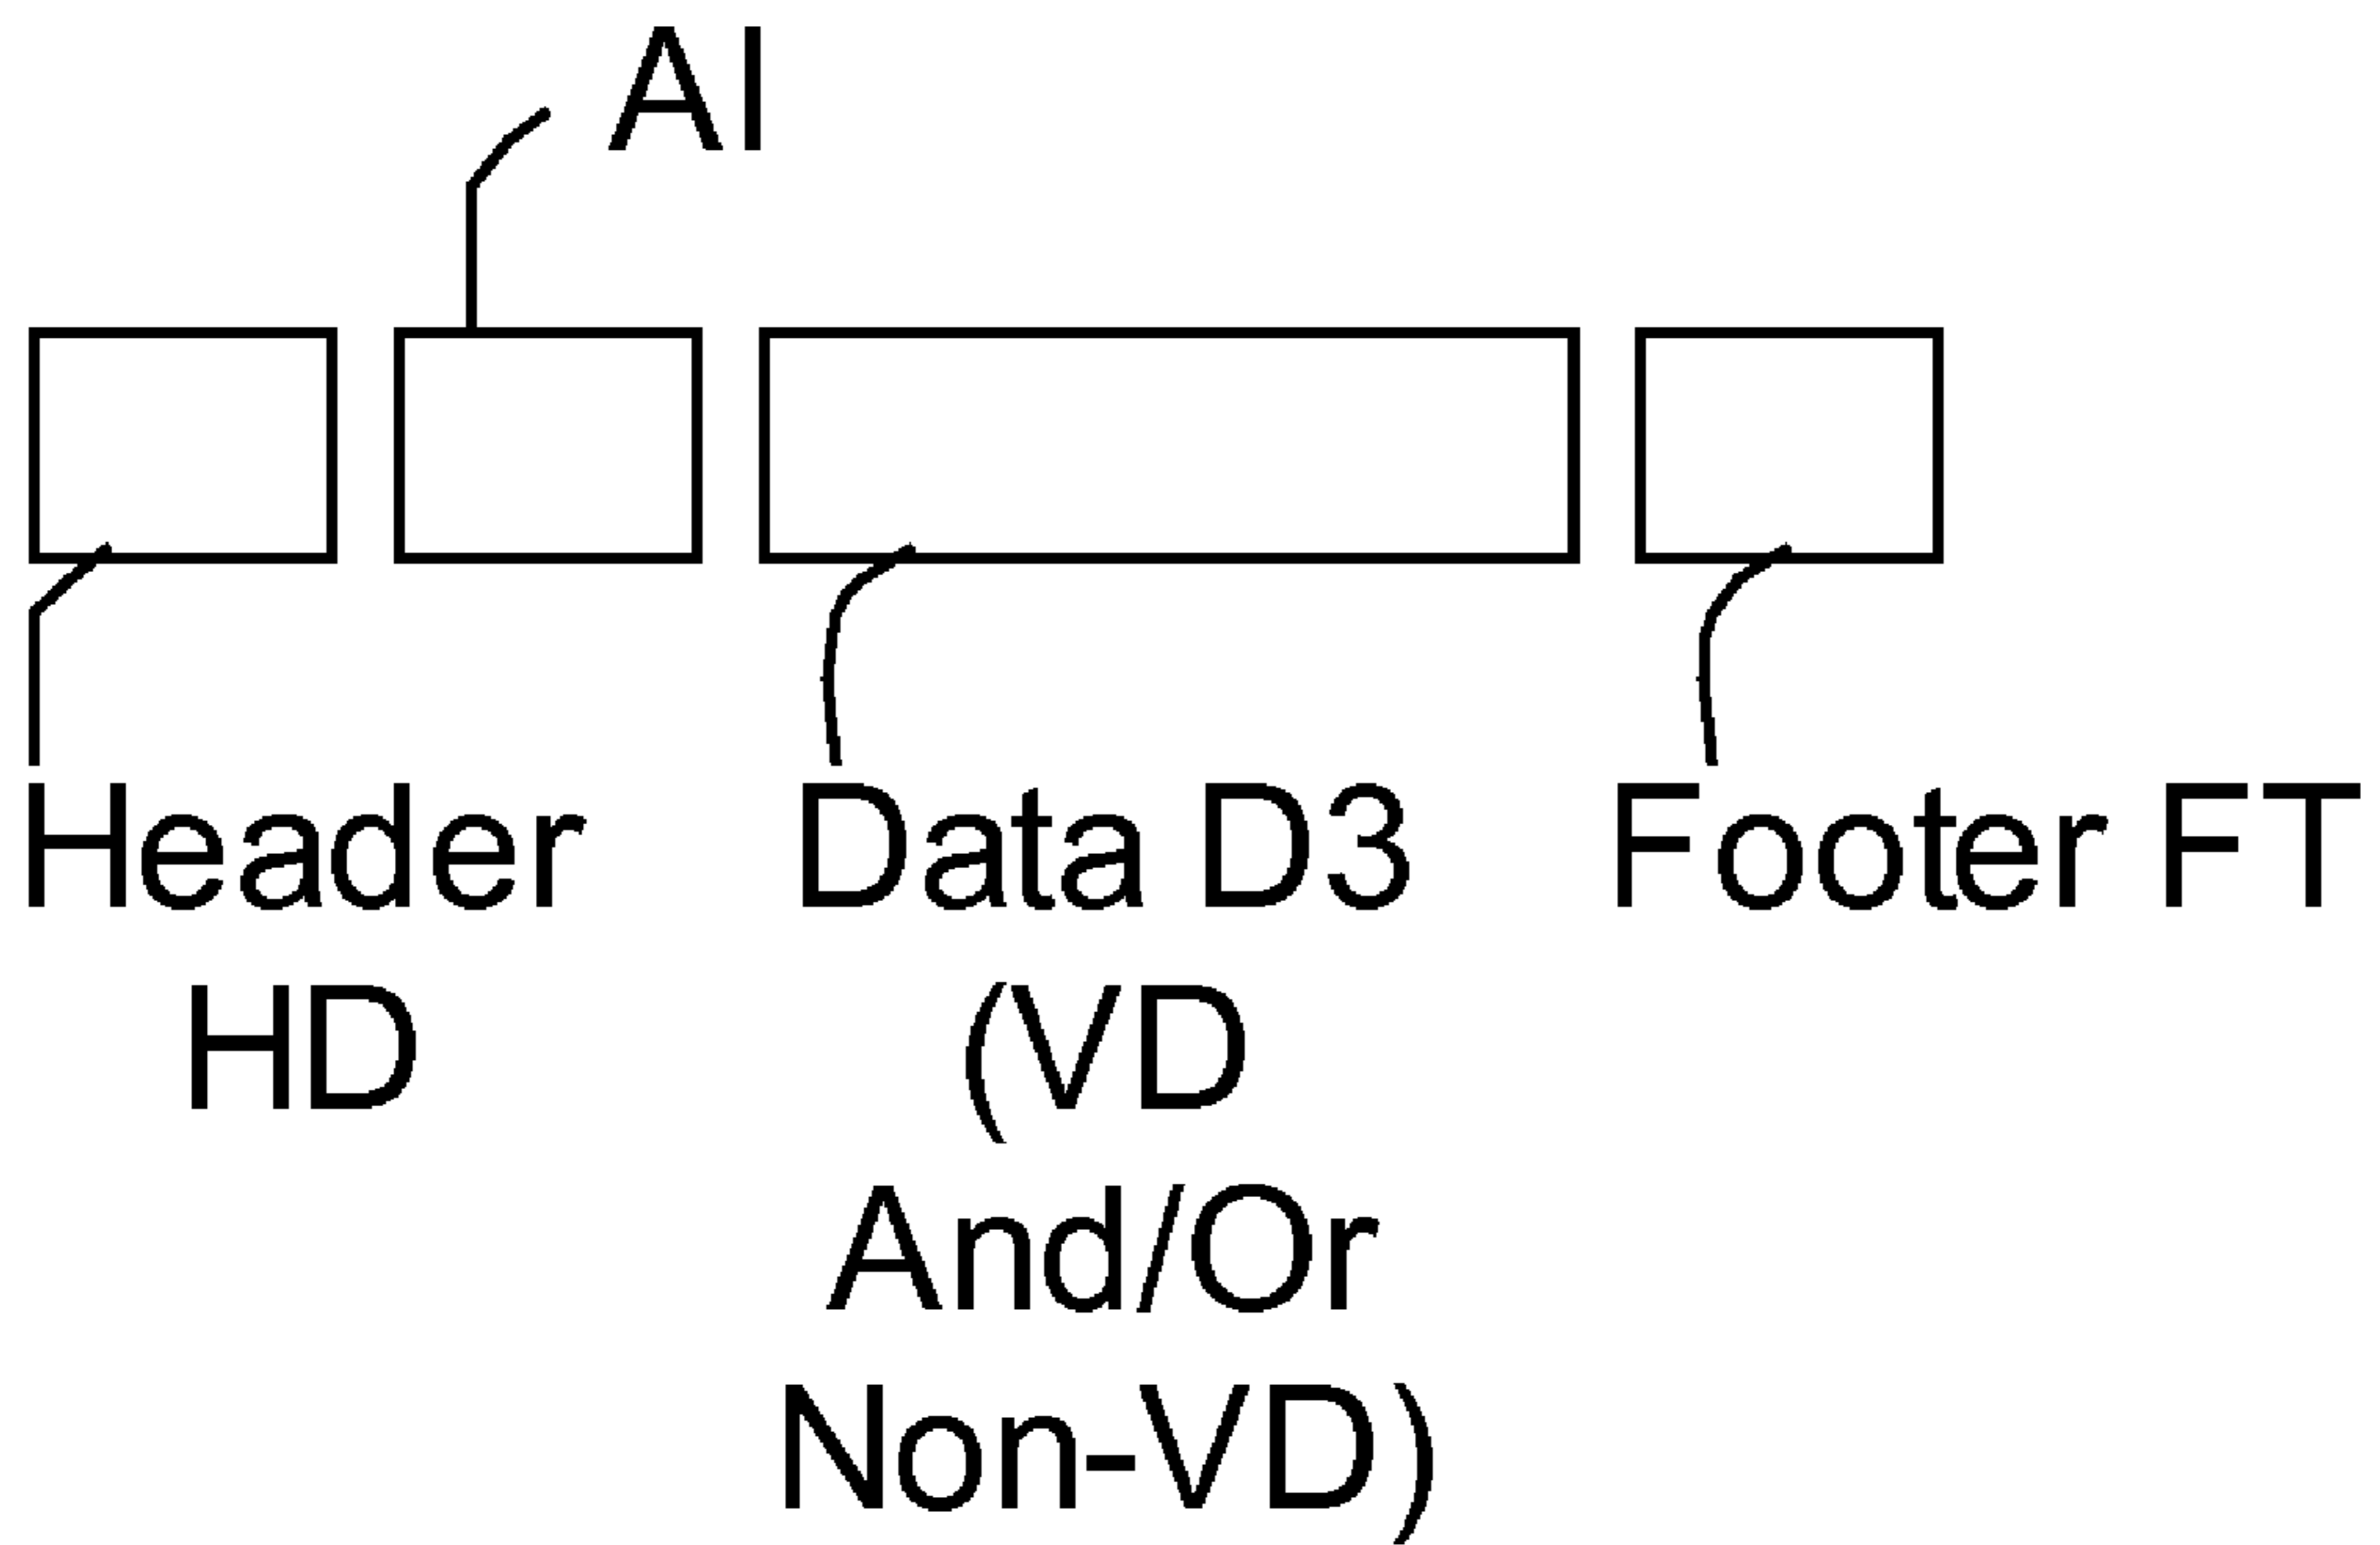 AI
Header
HD
Data D3
(VD
And/Or
Non-VD)
Footer FT